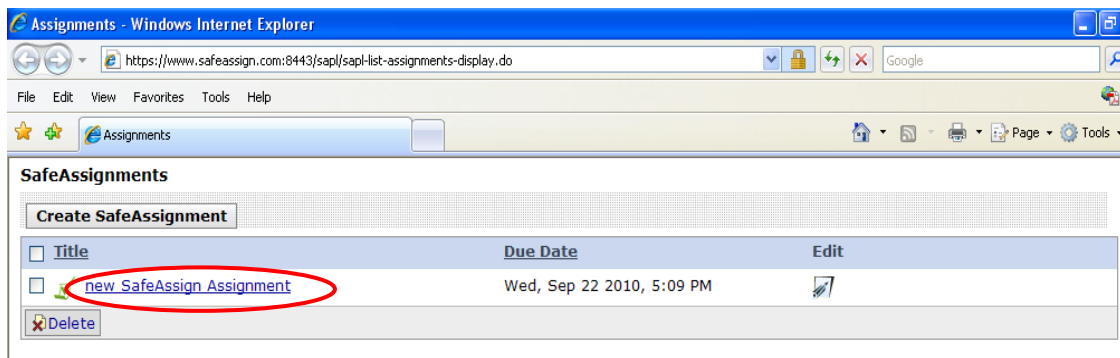 Assignments - Windows Internet Explorer
https://www.safeassign.com:8443/sapl/sapl-list-assignments-display.do Google
File Edit View Favorites Tools Help
Assignments Page Tools
SafeAssignments
Create SafeAssignment
Title Due Date Edit
new SafeAssign Assignment Wed, Sep 22 2010, 5:09 PM
Delete